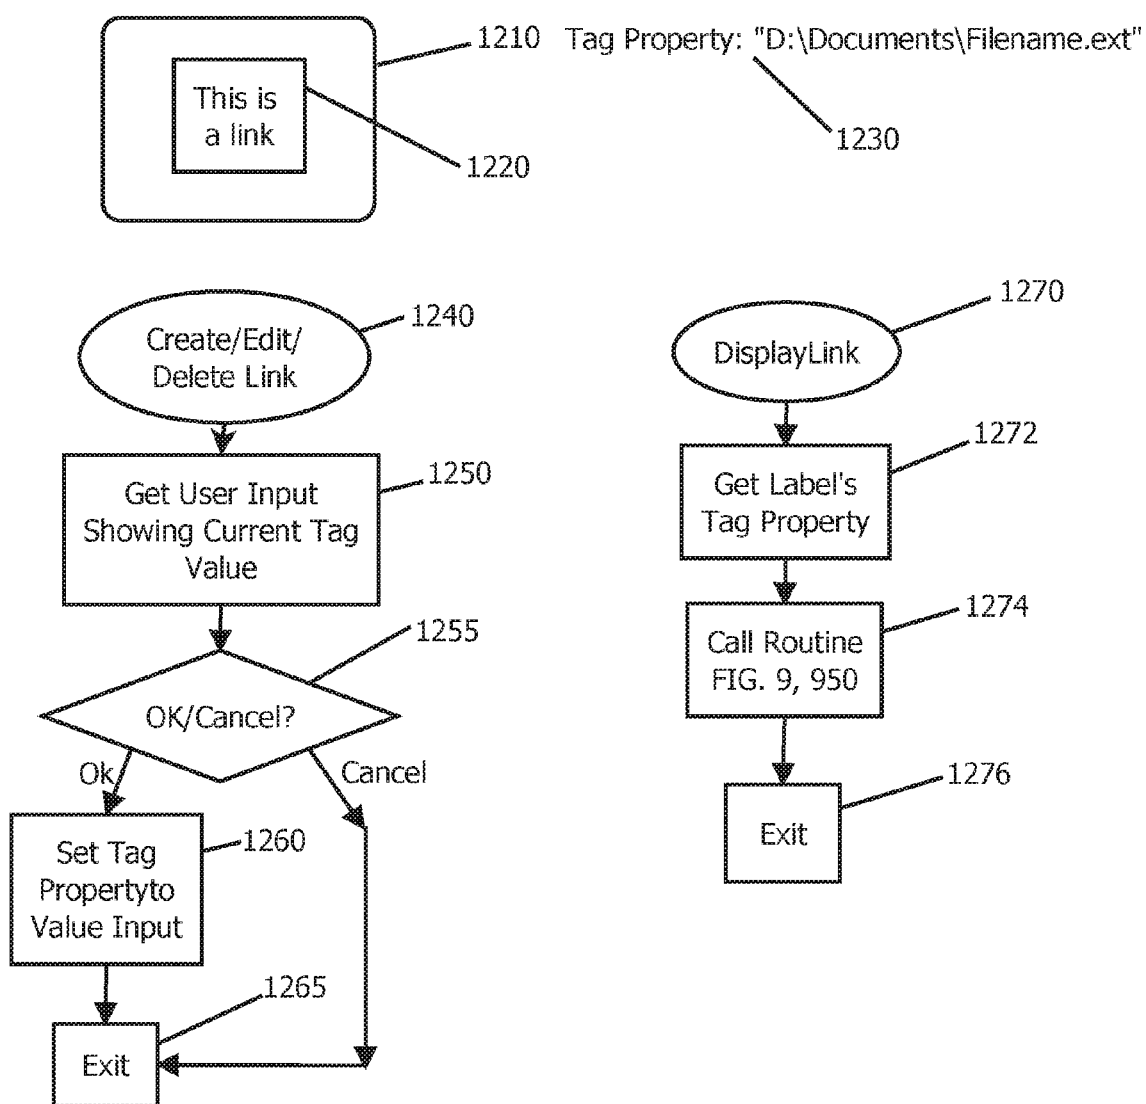 1210 Tag Property: "D:\Documents\Filename.ext"
This is
a link
1220
1230
1240
Create/Edit/
Delete Link
1250
Get User Input
Showing Current Tag
Value
1255
OK/Cancel?
Ok
Cancel
1260
Set Tag
Propertyto
Value Input
1265
Exit
1270
DisplayLink
1272
Get Label's
Tag Property
1274
Call Routine
FIG. 9, 950
1276
Exit